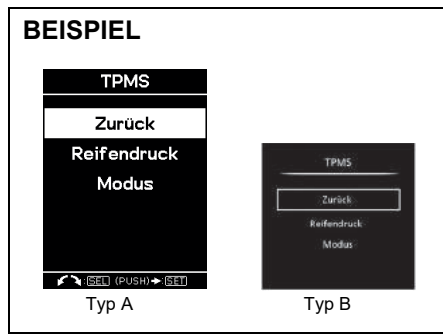 BEISPIEL
TPMS
Zurück
Reifendruck
Modus
:SEL (PUSH)➔:SET
Typ A
TPMS
Zurück
Reifendruck
Modus
Typ B